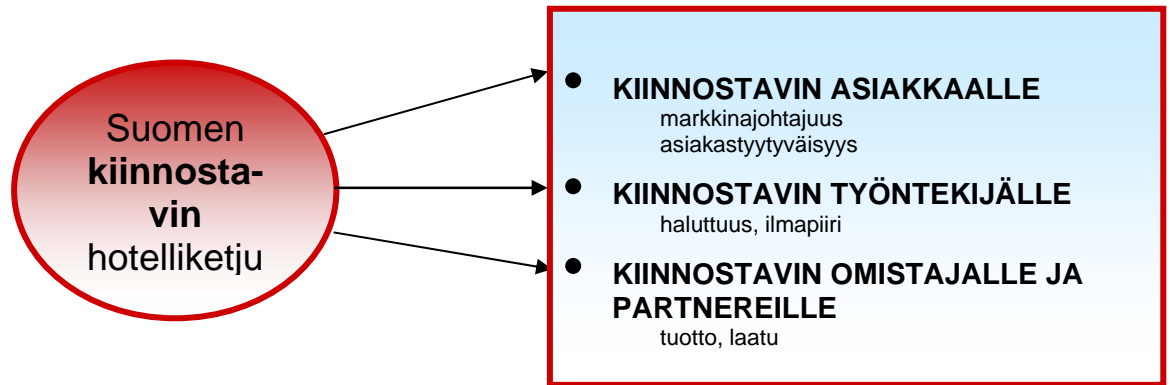 Suomen
kiinnosta-
vin
hotelliketju
• KIINNOSTAVIN ASIAKKAALLE
markkinajohtajuus
asiakastyytyväisyys
• KIINNOSTAVIN TYÖNTEKIJÄLLE
haluttuus, ilmapiiri
• KIINNOSTAVIN OMISTAJALLE JA
PARTNEREILLE
tuotto, laatu